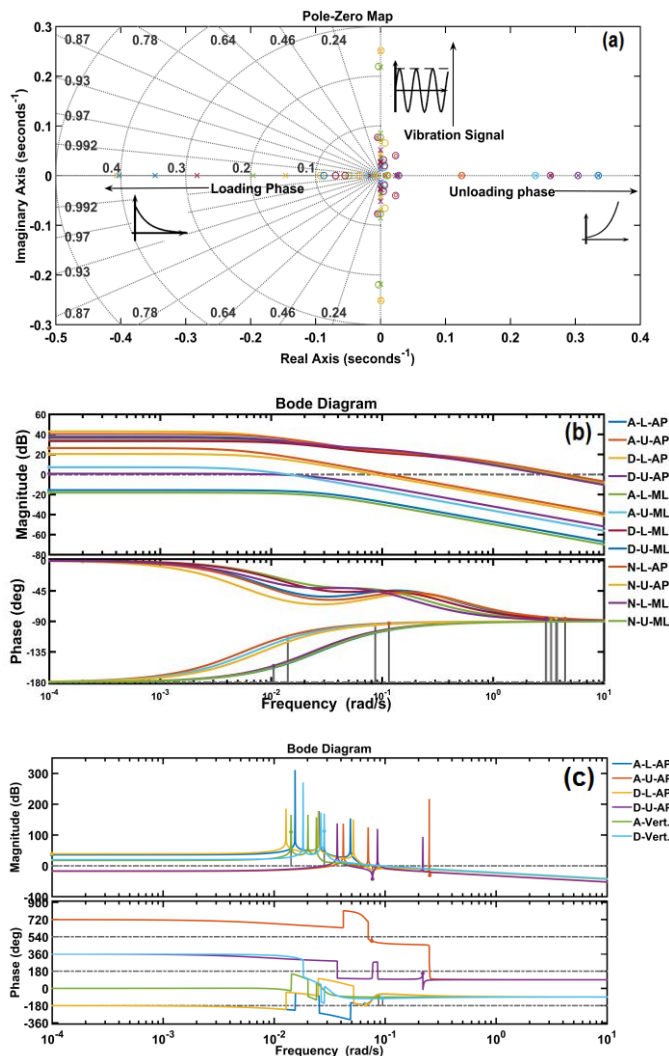 Pole-Zero Map
(a)
0.87 0.78 0.64 0.46 0.24
0.93
0.97
0.992
0.4 0.3 0.2 0.1
0.992
0.97
0.93
0.87 0.78 0.64 0.46 0.24
Vibration Signal
Loading Phase
Unloading phase
0.3
0.2
0.1
0
-0.1
-0.2
-0.3
Imaginary Axis (seconds-1)
-0.5 -0.4 -0.3 -0.2 -0.1 0 0.1 0.2 0.3 0.4
Real Axis (seconds-1)
Bode Diagram
(b)
60
40
20
0
-20
-40
-60
-80
Magnitude (dB)
0
-45
-90
-135
-180
Phase (deg)
10-4 10-3 10-2 10-1 100 101
Frequency (rad/s)
A-L-AP
A-U-AP
D-L-AP
D-U-AP
A-L-ML
A-U-ML
D-L-ML
D-U-ML
N-L-AP
N-U-AP
N-L-ML
N-U-ML
Bode Diagram
(c)
300
200
100
0
-100
Magnitude (dB)
900
720
540
360
180
0
-180
-360
Phase (deg)
10-4 10-3 10-2 10-1 100 101
Frequency (rad/s)
A-L-AP
A-U-AP
D-L-AP
D-U-AP
A-Vert.
D-Vert.